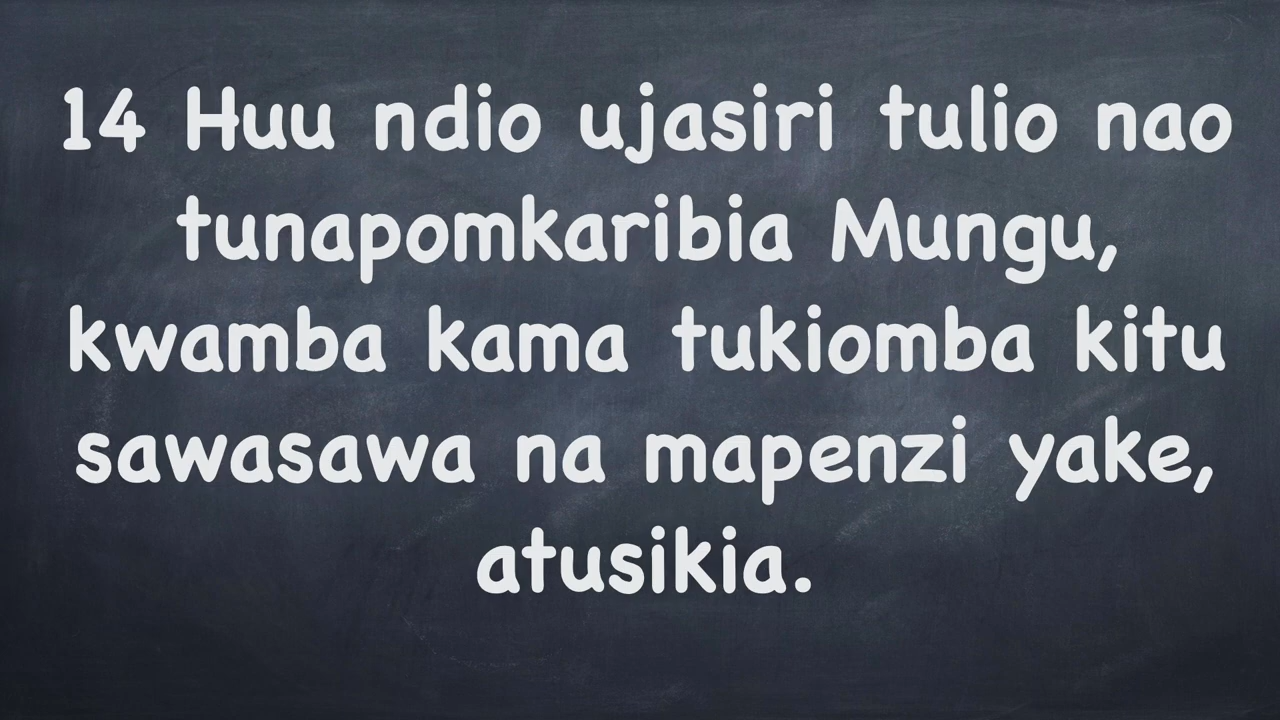 14 Huu ndio ujasiri tulio nao
tunapomkaribia Mungu,
kwamba kama tukiomba kitu
sawasawa na mapenzi yake,
atusikia.